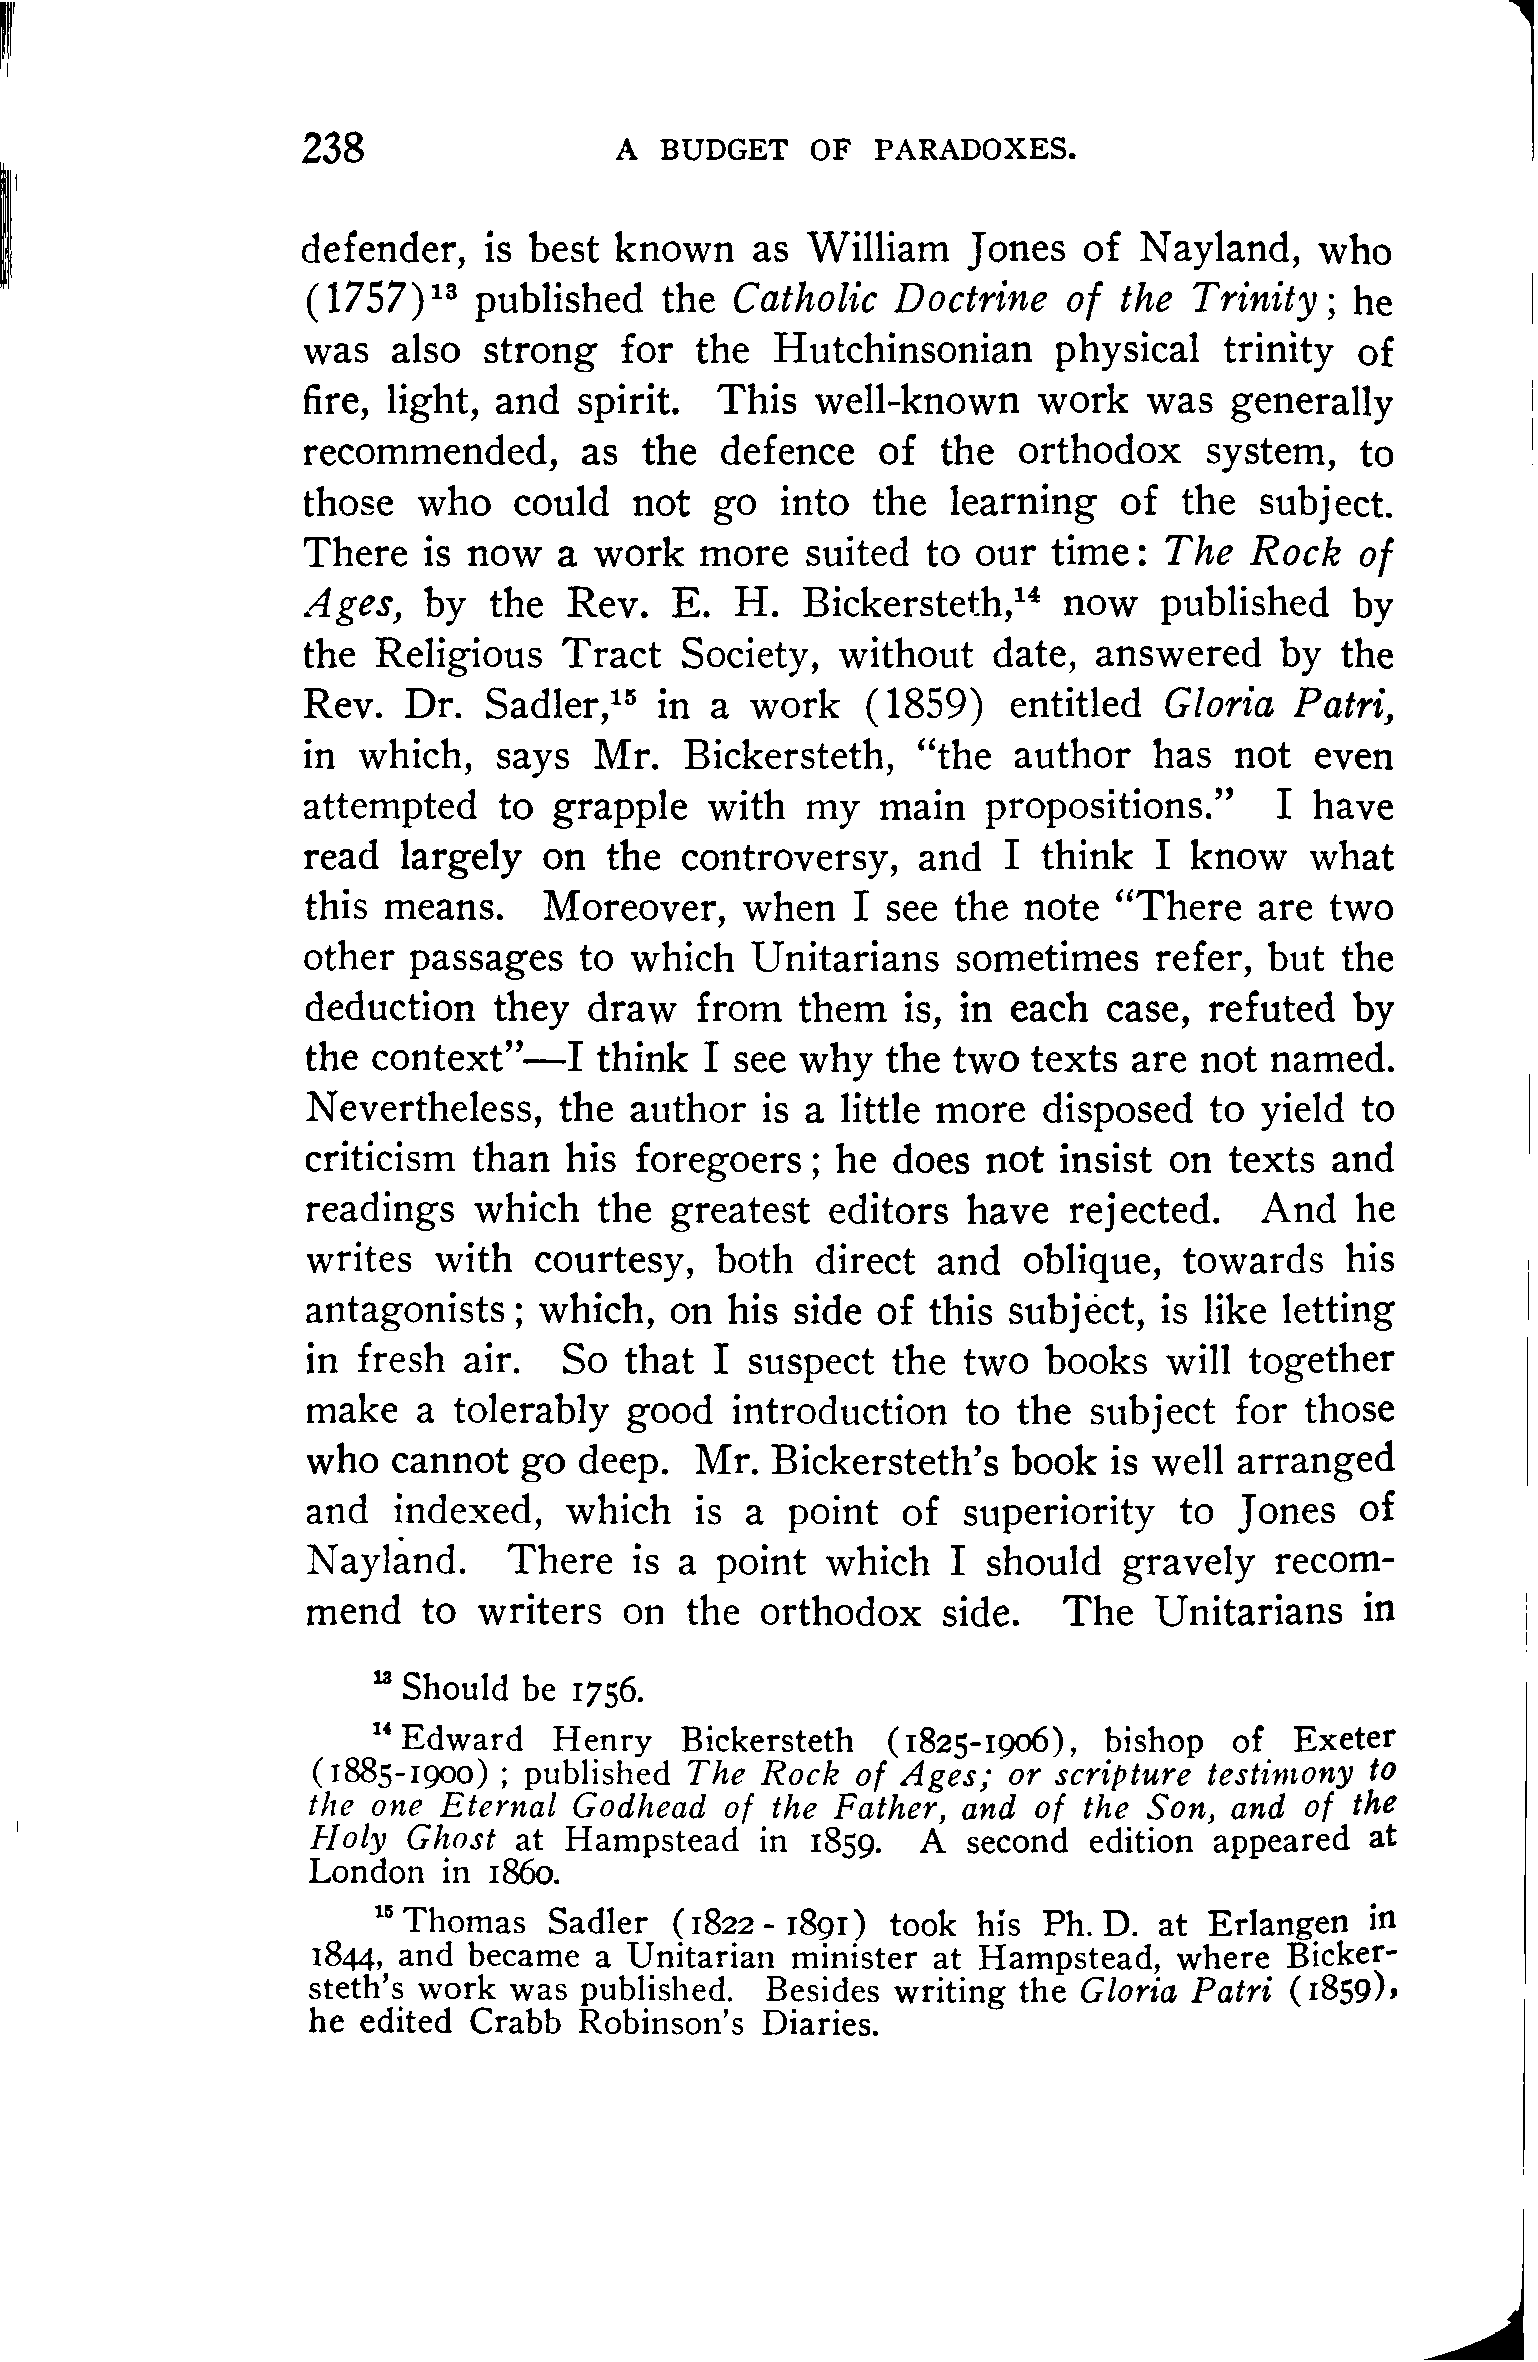 238 A BUDGET OF PARADOXES.
defender, is best known as William Jones of Nayland, who
(1757)¹³ published the Catholic Doctrine of the Trinity; he
was also strong for the Hutchinsonian physical trinity of
fire, light, and spirit. This well-known work was generally
recommended, as the defence of the orthodox system, to
those who could not go into the learning of the subject.
There is now a work more suited to our time: The Rock of
Ages, by the Rev. E. H. Bickersteth,¹⁴ now published by
the Religious Tract Society, without date, answered by the
Rev. Dr. Sadler,¹⁵ in a work (1859) entitled Gloria Patri,
in which, says Mr. Bickersteth, “the author has not even
attempted to grapple with my main propositions.” I have
read largely on the controversy, and I think I know what
this means. Moreover, when I see the note “There are two
other passages to which Unitarians sometimes refer, but the
deduction they draw from them is, in each case, refuted by
the context”—I think I see why the two texts are not named.
Nevertheless, the author is a little more disposed to yield to
criticism than his foregoers; he does not insist on texts and
readings which the greatest editors have rejected. And he
writes with courtesy, both direct and oblique, towards his
antagonists; which, on his side of this subject, is like letting
in fresh air. So that I suspect the two books will together
make a tolerably good introduction to the subject for those
who cannot go deep. Mr. Bickersteth’s book is well arranged
and indexed, which is a point of superiority to Jones of
Nayland. There is a point which I should gravely recom-
mend to writers on the orthodox side. The Unitarians in
¹³ Should be 1756.
¹⁴ Edward Henry Bickersteth (1825-1906), bishop of Exeter
(1885-1900); published The Rock of Ages; or scripture testimony to
the one Eternal Godhead of the Father, and of the Son, and of the
Holy Ghost at Hampstead in 1859. A second edition appeared at
London in 1860.
¹⁵ Thomas Sadler (1822-1891) took his Ph. D. at Erlangen in
1844, and became a Unitarian minister at Hampstead, where Bicker-
steth’s work was published. Besides writing the Gloria Patri (1859),
he edited Crabb Robinson’s Diaries.